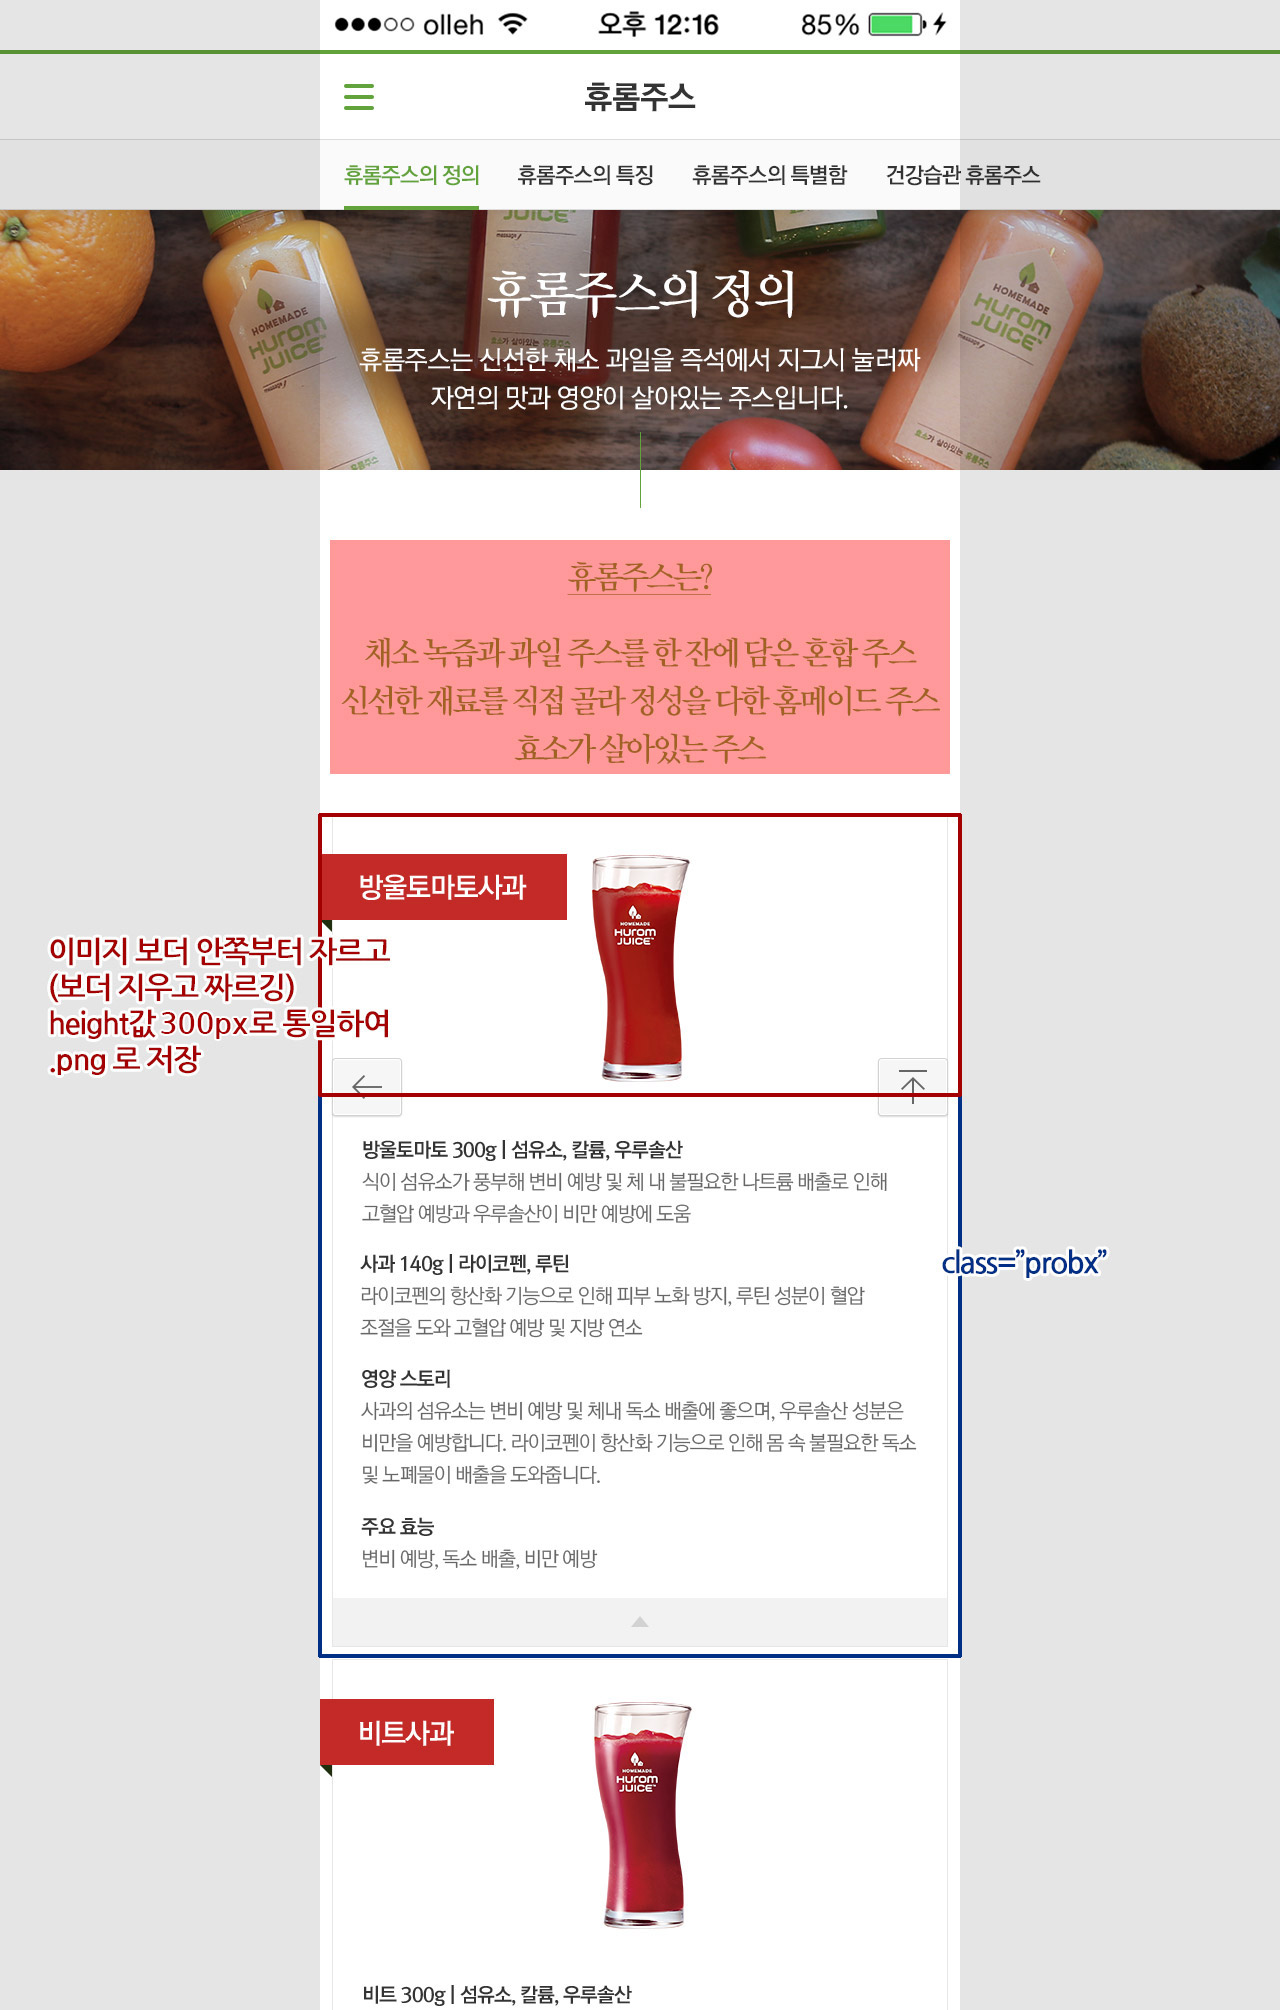 olleh 오후 12:16 85%
휴롬주스
휴롬주스의 정의 휴롬주스의 특징 휴롬주스의 특별함 건강습관 휴롬주스
JUICE
HOMEMADE
Hurom
JUICE
HOMEMADE
Hurom
JUICE
휴롬주스의 정의
휴롬주스는 신선한 채소 과일을 즉석에서 지그시 눌러짜
자연의 맛과 영양이 살아있는 주스입니다.
효소가 살아있는 휴롬주스
휴롬주스는?
채소 녹즙과 과일 주스를 한 잔에 담은 혼합 주스
신선한 재료를 직접 골라 정성을 다한 홈메이드 주스
효소가 살아있는 주스
방울토마토사과
HOMEMADE
Hurom
JUICE
이미지 보더 안쪽부터 자르고
(보더 지우고 짜르깅)
height값 300px로 통일하여
.png 로 저장
방울토마토 300g | 섬유소, 칼륨, 우루솔산
식이 섬유소가 풍부해 변비 예방 및 체 내 불필요한 나트륨 배출로 인해
고혈압 예방과 우루솔산이 비만 예방에 도움
class="probx"
사과 140g | 라이코펜, 루틴
라이코펜의 항산화 기능으로 인해 피부 노화 방지, 루틴 성분이 혈압
조절을 도와 고혈압 예방 및 지방 연소
영양 스토리
사과의 섬유소는 변비 예방 및 체내 독소 배출에 좋으며, 우루솔산 성분은
비만을 예방합니다. 라이코펜이 항산화 기능으로 인해 몸 속 불필요한 독소
및 노폐물이 배출을 도와줍니다.
주요 효능
변비 예방, 독소 배출, 비만 예방
비트사과
HOMEMADE
Hurom
JUICE
비트 300g | 섬유소, 칼륨, 우루솔산